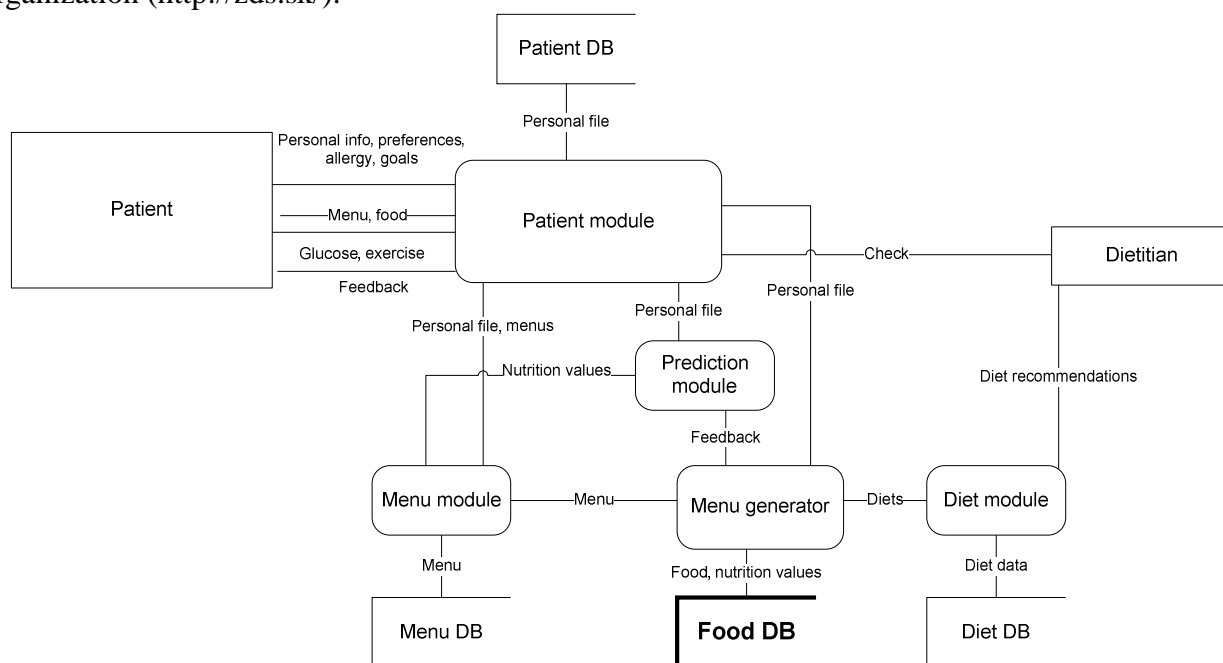 rganization (http://zds.sk/).
Patient DB
Personal file
Personal info, preferences,
allergy, goals
Patient
Menu, food
Patient module
Glucose, exercise
Check
Dietitian
Feedback
Personal file
Personal file
Personal file, menus
Prediction
module
Nutrition values
Diet recommendations
Feedback
Menu module
Menu
Menu generator
Diets
Diet module
Menu
Food, nutrition values
Diet data
Menu DB
Food DB
Diet DB